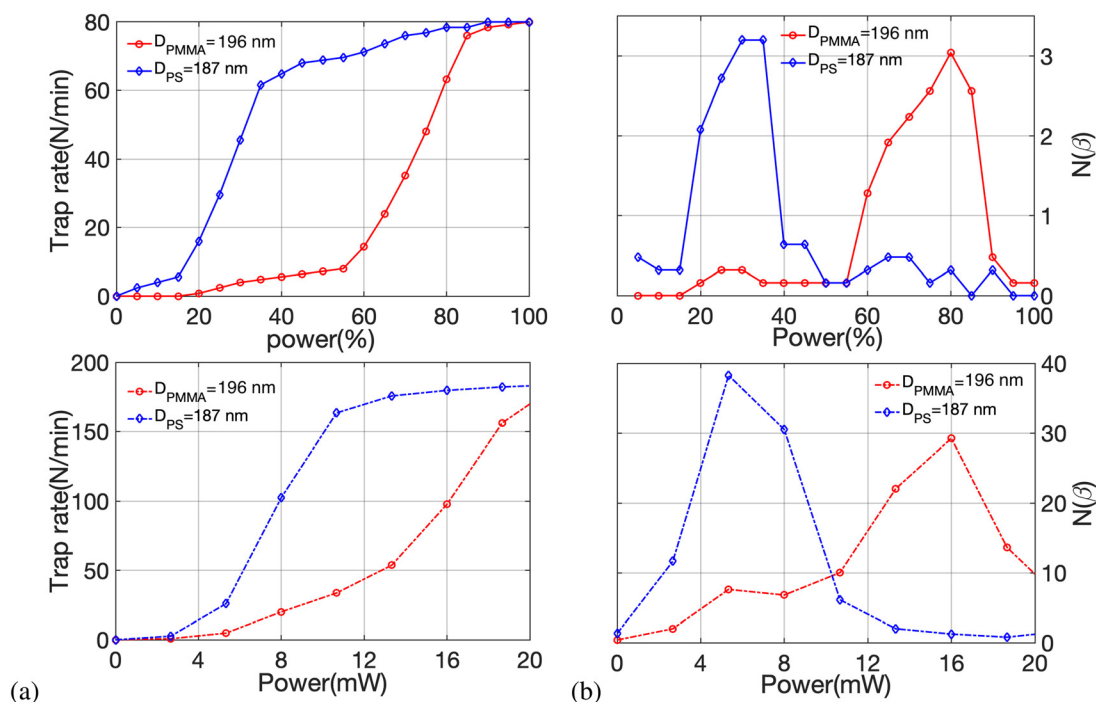 80
60
40
20
0
Trap rate(N/min)
D_PMMA=196 nm
D_PS=187 nm
0 20 40 60 80 100
power(%)
D_PMMA=196 nm
D_PS=187 nm
3
2
1
0
N(β)
0 20 40 60 80 100
Power(%)
200
150
100
50
0
Trap rate(N/min)
D_PMMA=196 nm
D_PS=187 nm
0 4 8 12 16 20
Power(mW)
(a)
D_PMMA=196 nm
D_PS=187 nm
40
30
20
10
0
N(β)
0 4 8 12 16 20
Power(mW)
(b)